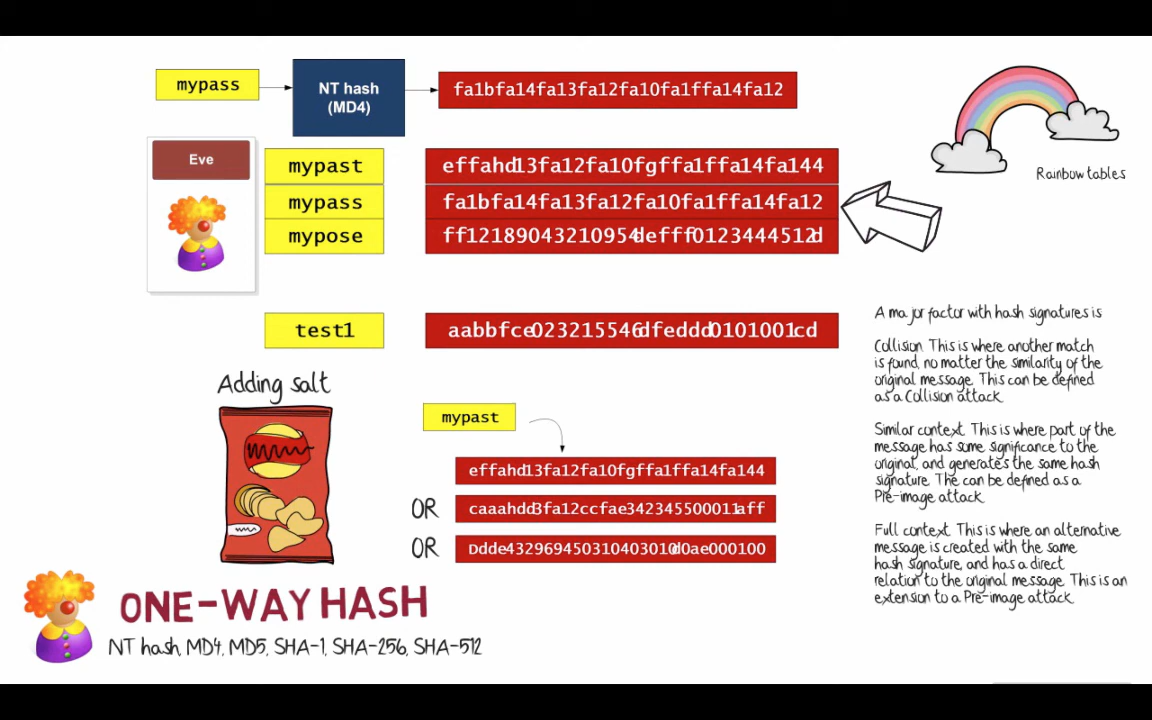 mypass
NT hash
(MD4)
fa1bfa14fa13fa12fa10fa1ffa14fa12
Eve
mypast
effahd13fa12fa10fgffa1ffa14fa144
mypass
fa1bfa14fa13fa12fa10fa1ffa14fa12
mypose
ff12189043210954defff0123444512d
Rainbow tables
test1
aabbfce023215546dfeddd0101001cd
A major factor with hash signatures is
Collision. This is where another match
is found, no matter the similarity of the
original message. This can be defined
as a Collision attack.
Similar context. This is where part of the
message has some significance to the
original, and generates the same hash
signature. The can be defined as a
Pre-image attack.
Full context. This is where an alternative
message is created with the same
hash signature, and has a direct
relation to the original message. This is an
extension to a Pre-image attack.
Adding salt
mypast
effahd13fa12fa10fgffa1ffa14fa144
OR
caaahdd3fa12ccfae342345500011aff
OR
Ddde432969450310403010d0ae000100
ONE-WAY HASH
NT hash, MD4, MD5, SHA-1, SHA-256, SHA-512